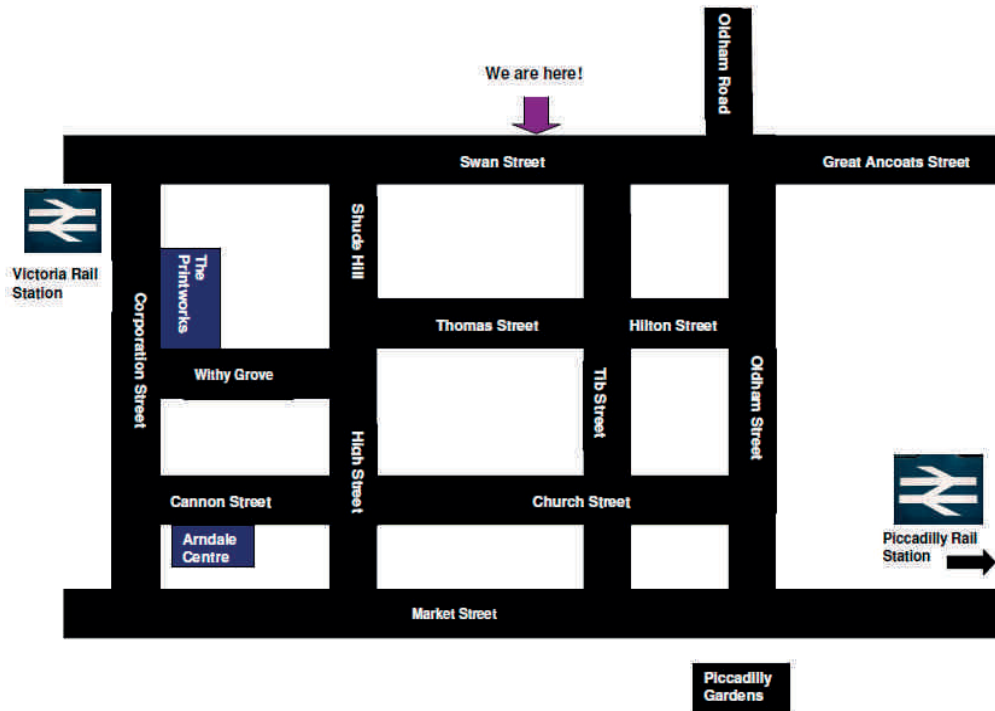 Oldham Road
We are here!
Swan Street
Great Ancoats Street
Shude Hill
The
Printworks
Victoria Rail
Station
Corporation Street
Thomas Street
Hilton Street
Withy Grove
Tib Street
Oldham Street
High Street
Cannon Street
Church Street
Arndale
Centre
Piccadilly Rail
Station
Market Street
Piccadilly
Gardens